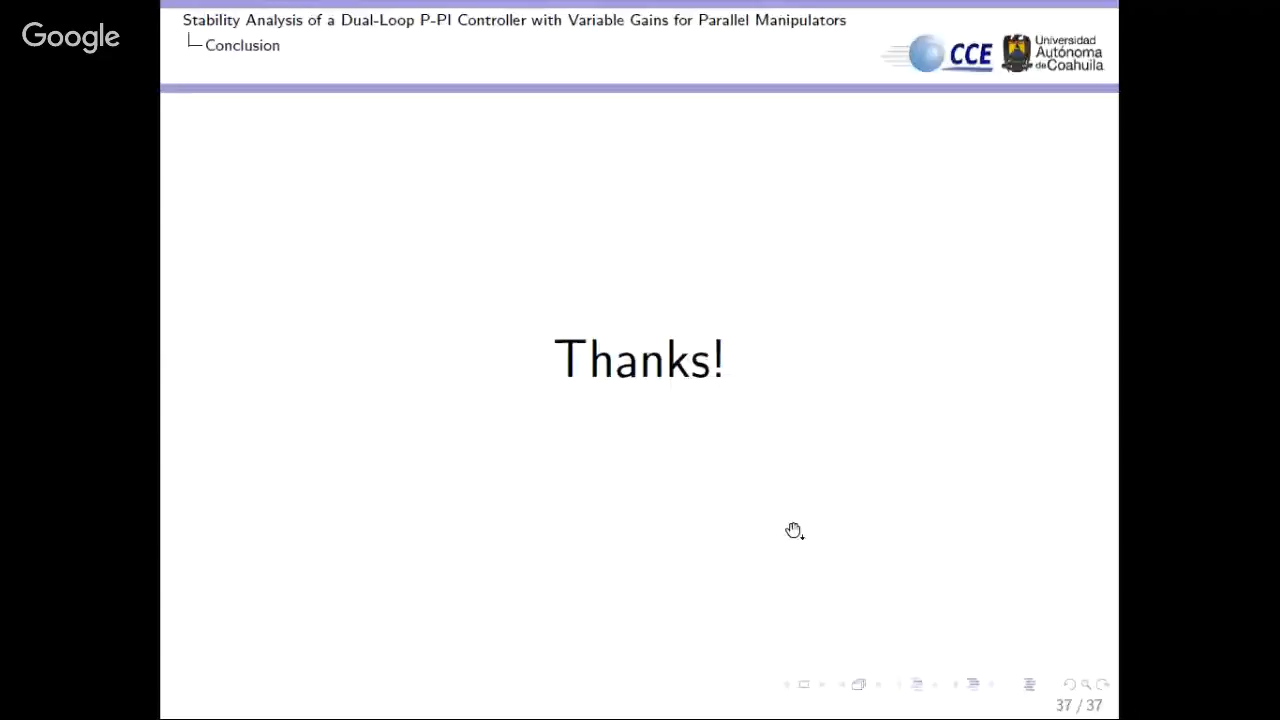 Google
Stability Analysis of a Dual-Loop P-PI Controller with Variable Gains for Parallel Manipulators
Conclusion
CCE
Universidad
Autónoma
de Coahuila
Thanks!
37 / 37